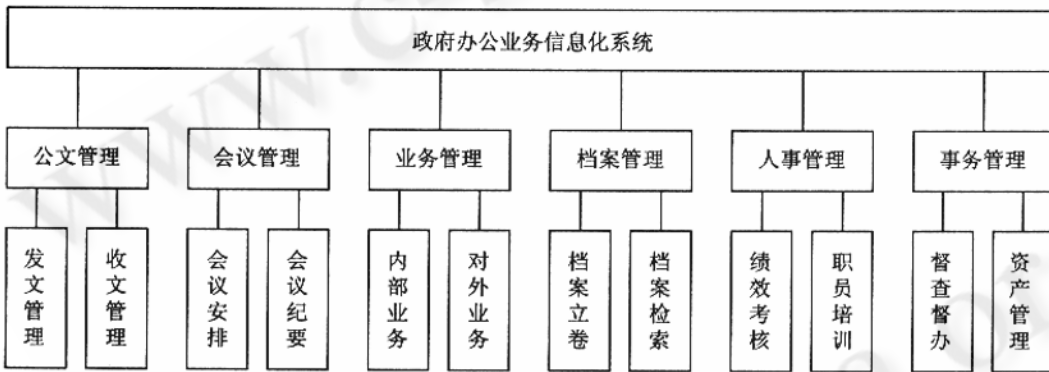 政府办公业务信息化系统
公文管理
会议管理
业务管理
档案管理
人事管理
事务管理
发文管理
收文管理
会议安排
会议纪要
内部业务
对外业务
档案立卷
档案检索
绩效考核
职员培训
督查督办
资产管理